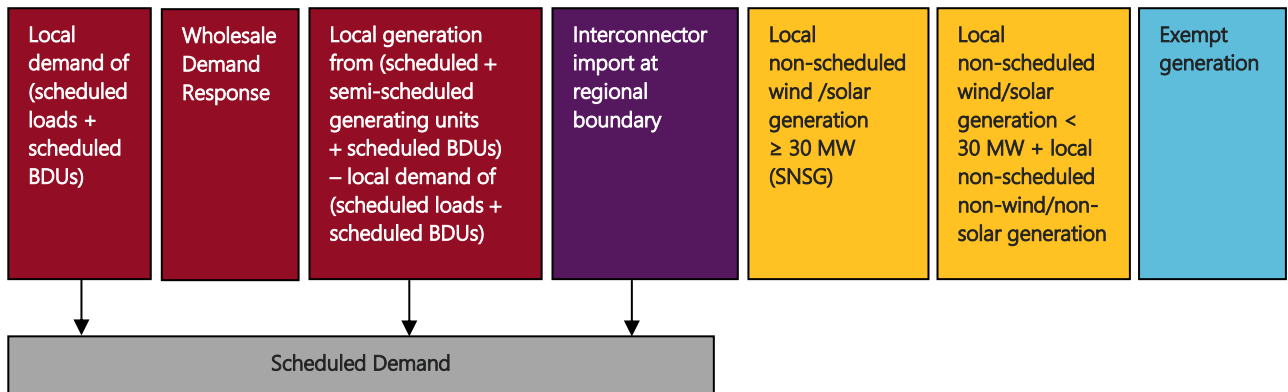 Local
demand of
(scheduled
loads +
scheduled
BDUs)
Wholesale
Demand
Response
Local generation
from (scheduled +
semi-scheduled
generating units
+ scheduled BDUs)
– local demand of
(scheduled loads +
scheduled BDUs)
Interconnector
import at
regional
boundary
Local
non-scheduled
wind /solar
generation
≥ 30 MW
(SNSG)
Local
non-scheduled
wind/solar
generation <
30 MW + local
non-scheduled
non-wind/non-
solar generation
Exempt
generation
Scheduled Demand